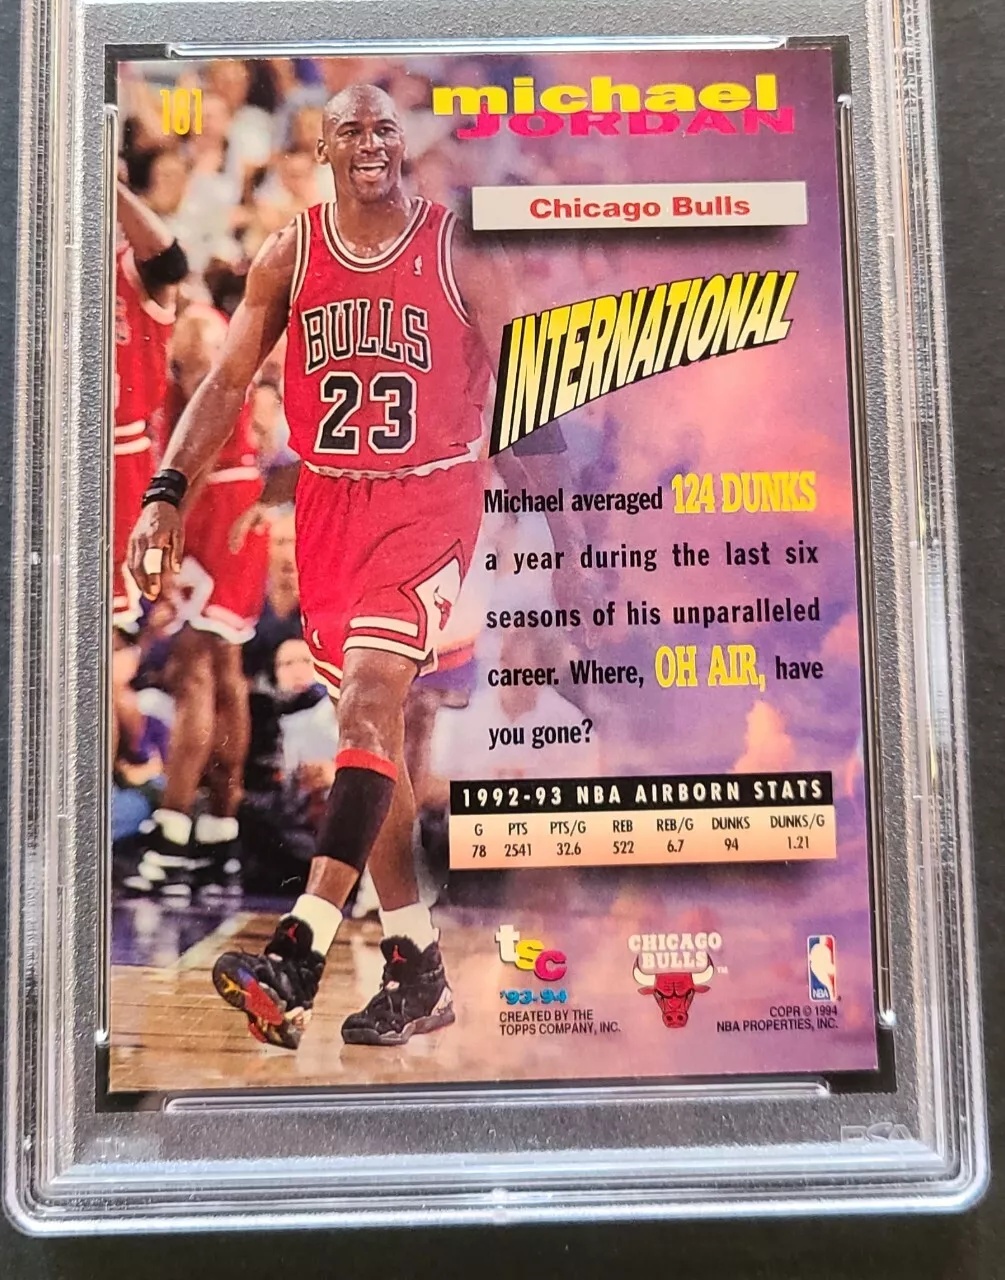 101
michael
JORDAN
Chicago Bulls
INTERNATIONAL
BULLS
23
Michael averaged 124 DUNKS
a year during the last six
seasons of his unparalleled
career. Where, OH AIR, have
you gone?
1992-93 NBA AIRBORN STATS
G PTS PTS/G REB REB/G DUNKS DUNKS/G
78 2541 32.6 522 6.7 94 1.21
tsc
'93-94
CREATED BY THE
TOPPS COMPANY, INC.
CHICAGO
BULLS TM
NBA
COPR © 1994
NBA PROPERTIES, INC.
PSA